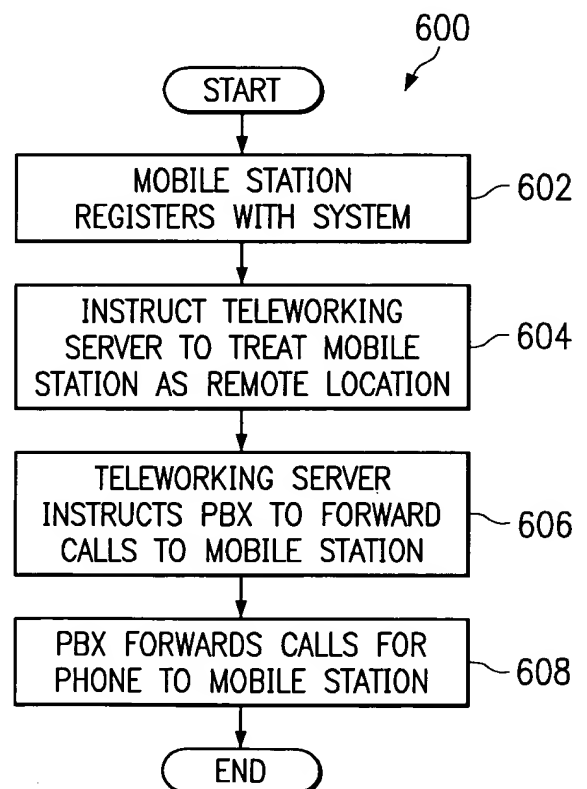 600
START
MOBILE STATION
REGISTERS WITH SYSTEM
602
INSTRUCT TELEWORKING
SERVER TO TREAT MOBILE
STATION AS REMOTE LOCATION
604
TELEWORKING SERVER
INSTRUCTS PBX TO FORWARD
CALLS TO MOBILE STATION
606
PBX FORWARDS CALLS FOR
PHONE TO MOBILE STATION
608
END